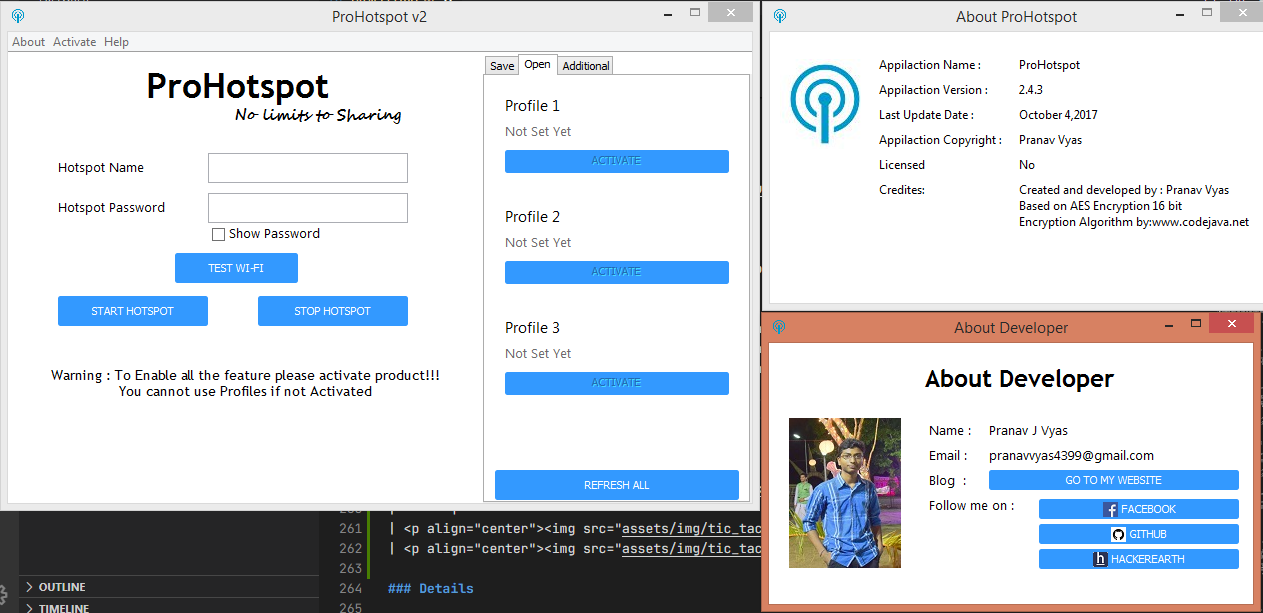 ProHotspot v2
About Activate Help
ProHotspot
No limits to Sharing
Hotspot Name
Hotspot Password
Show Password
TEST WI-FI
START HOTSPOT STOP HOTSPOT
Warning : To Enable all the feature please activate product!!!
You cannot use Profiles if not Activated
Save Open Additional
Profile 1
Not Set Yet
ACTIVATE
Profile 2
Not Set Yet
ACTIVATE
Profile 3
Not Set Yet
ACTIVATE
REFRESH ALL
About ProHotspot
Appilaction Name : ProHotspot
Appilaction Version : 2.4.3
Last Update Date : October 4,2017
Appilaction Copyright : Pranav Vyas
Licensed No
Credites: Created and developed by : Pranav Vyas
Based on AES Encryption 16 bit
Encryption Algorithm by:www.codejava.net
About Developer
About Developer
Name : Pranav J Vyas
Email : pranavvyas4399@gmail.com
Blog : GO TO MY WEBSITE
Follow me on : FACEBOOK
GITHUB
HACKEREARTH
261 | <p align="center"><img src="assets/img/tic_tac
262 | <p align="center"><img src="assets/img/tic_tac
263
264 ### Details
265
OUTLINE
TIMELINE